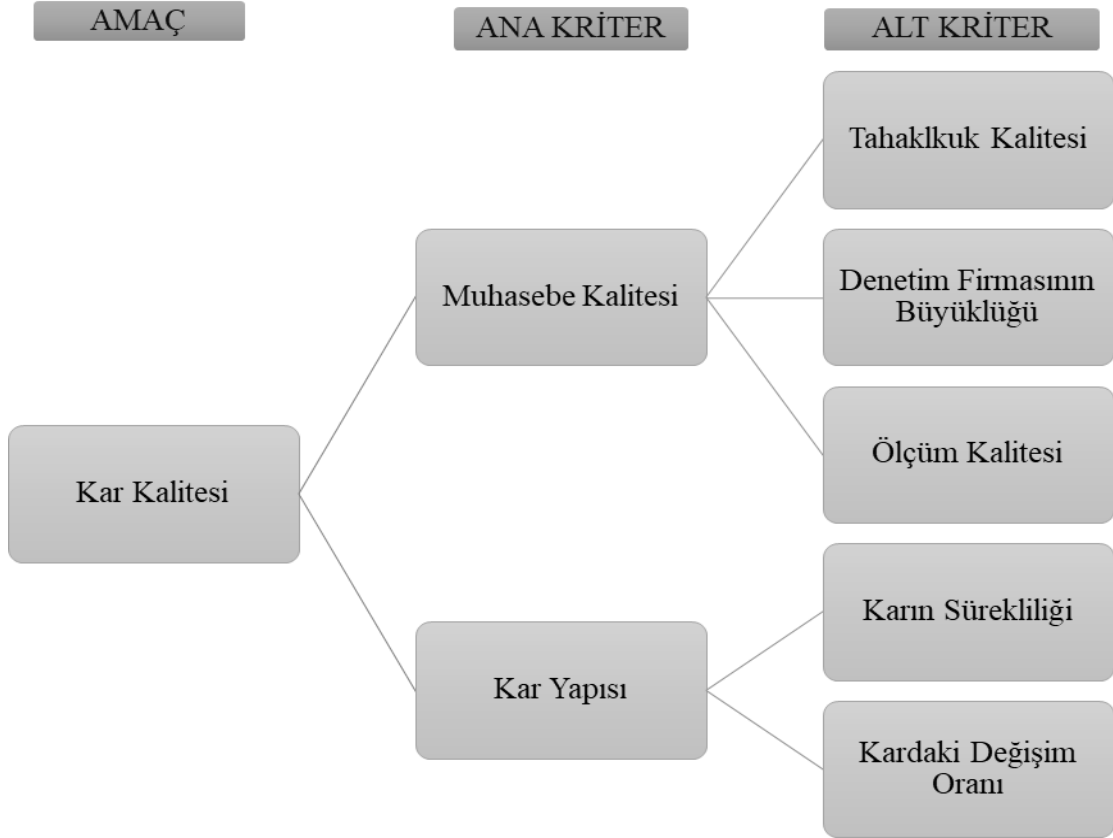 AMAÇ
ANA KRİTER
ALT KRİTER
Tahaklkuk Kalitesi
Muhasebe Kalitesi
Denetim Firmasının
Büyüklüğü
Ölçüm Kalitesi
Kar Kalitesi
Karın Sürekliliği
Kar Yapısı
Kardaki Değişim
Oranı